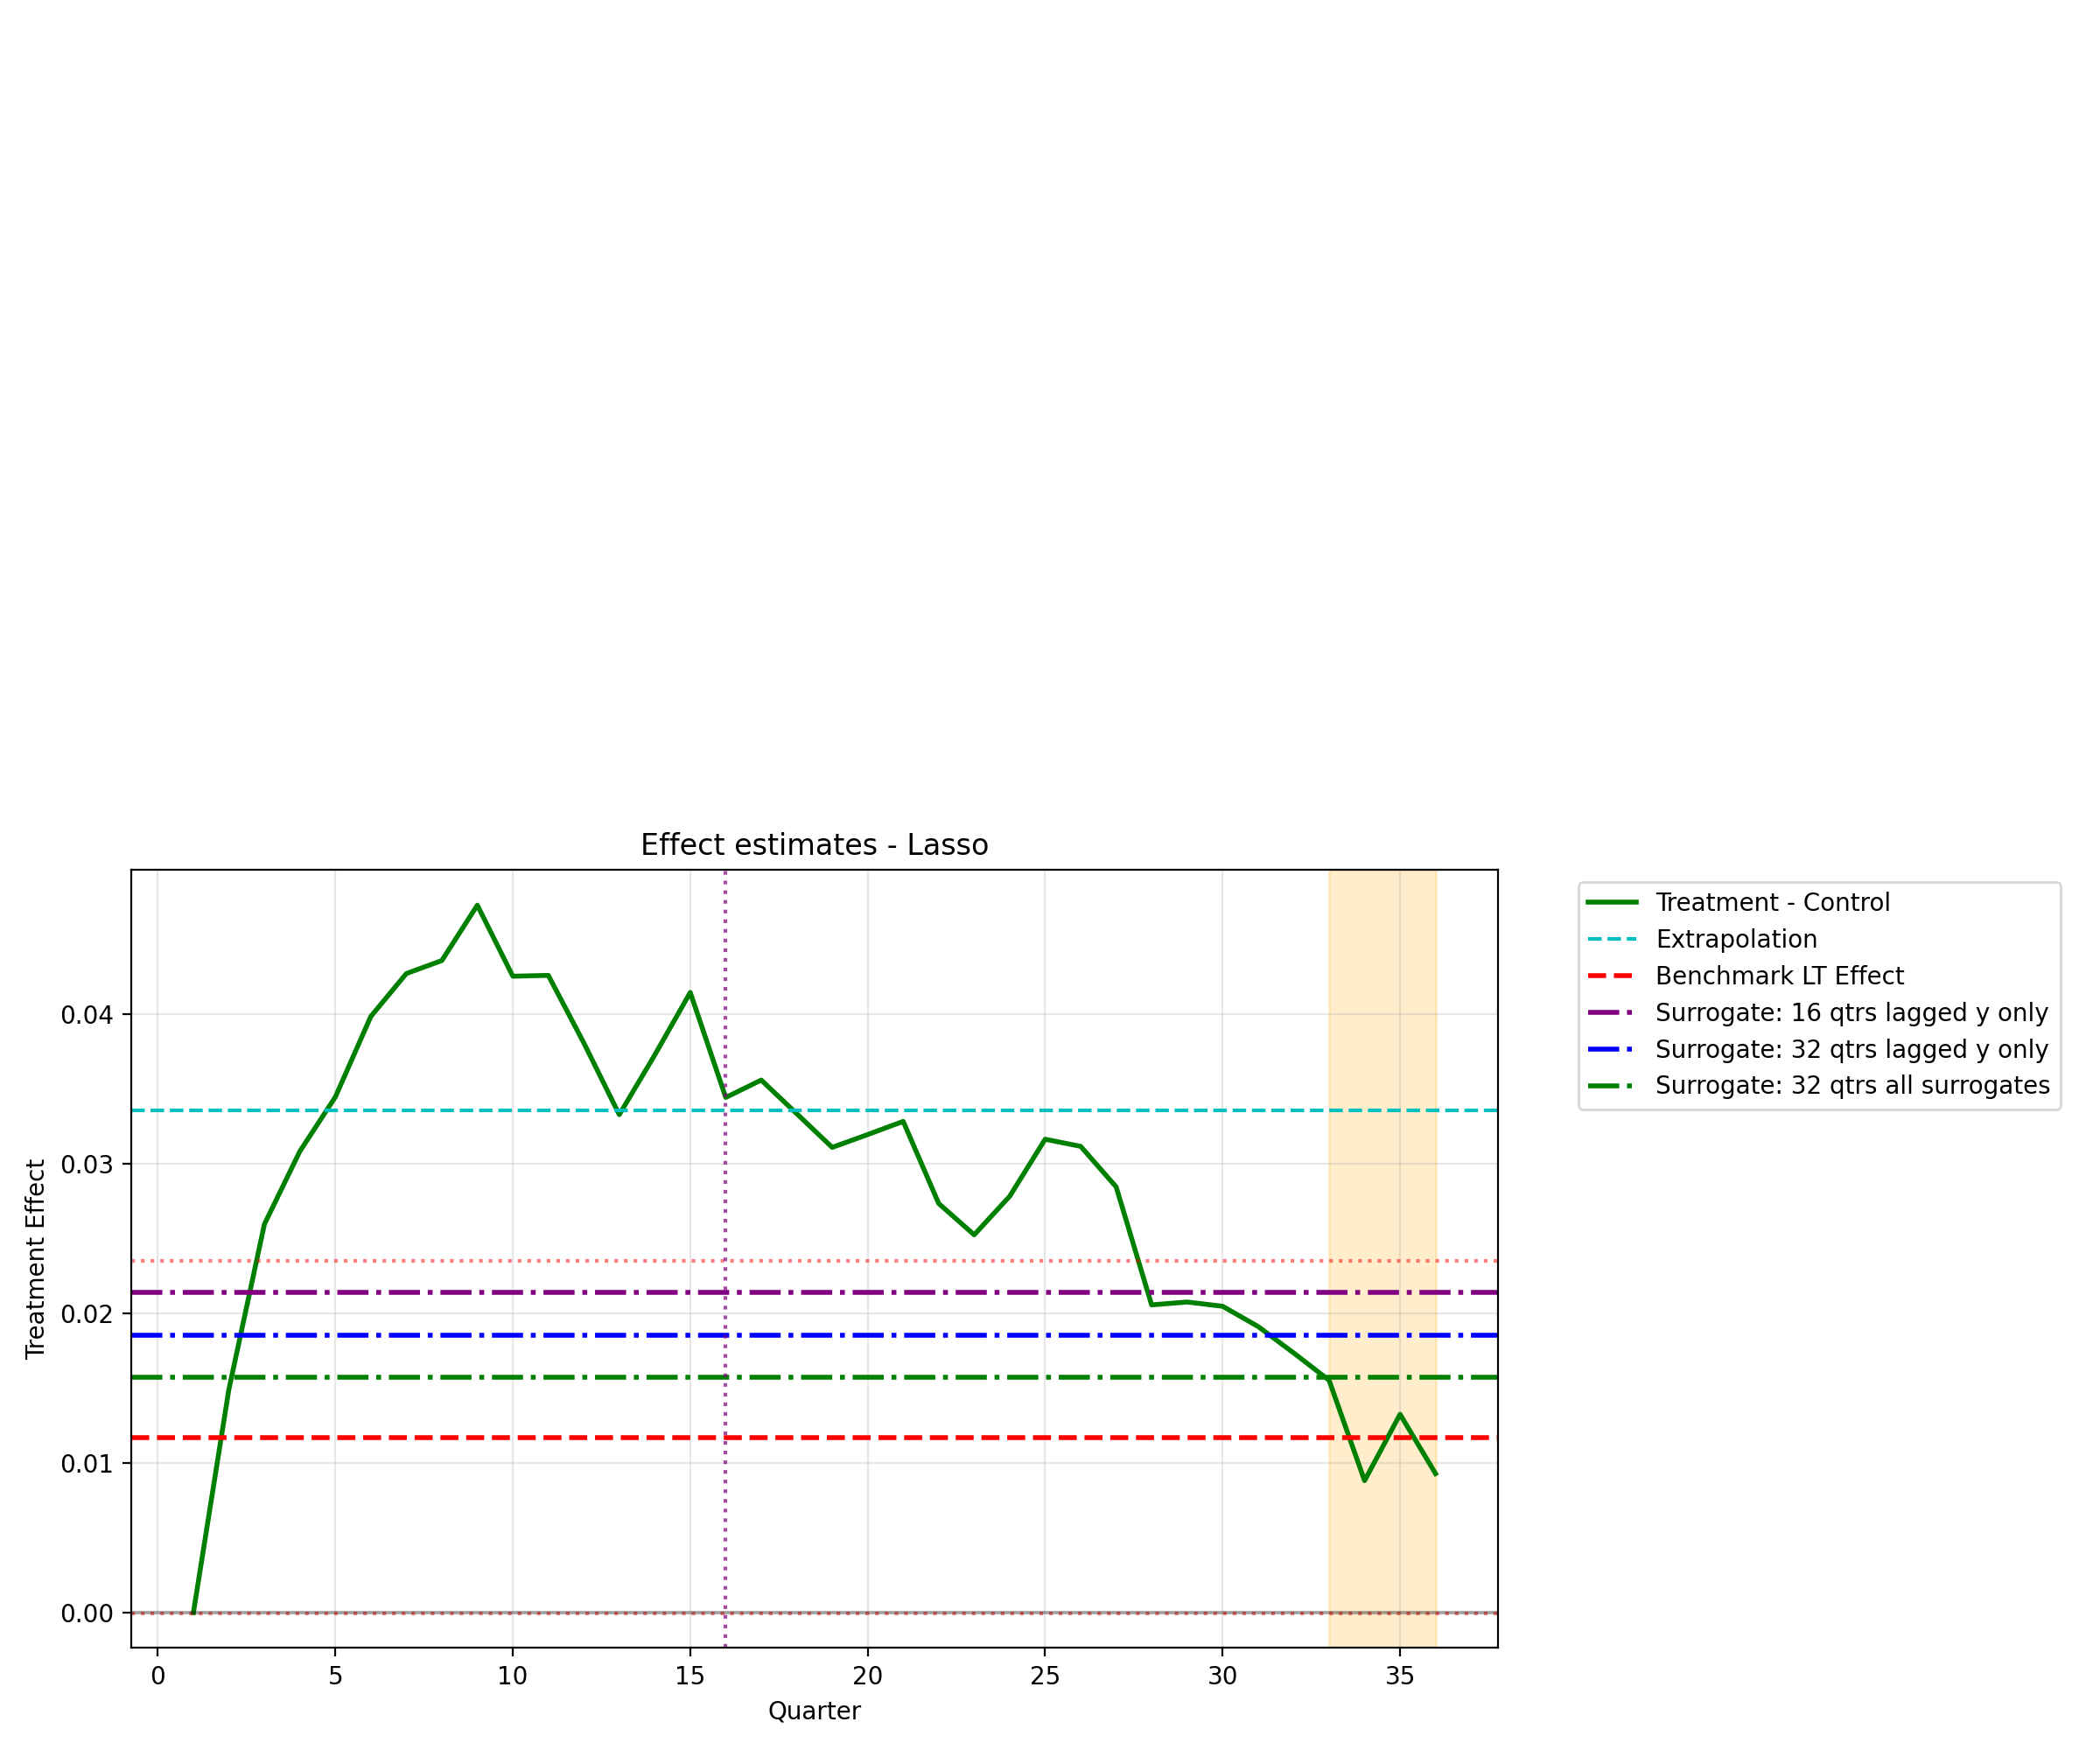 Effect estimates - Lasso
Treatment - Control
Extrapolation
Benchmark LT Effect
Surrogate: 16 qtrs lagged y only
Surrogate: 32 qtrs lagged y only
Surrogate: 32 qtrs all surrogates
Treatment Effect
0.04
0.03
0.02
0.01
0.00
0 5 10 15 20 25 30 35
Quarter